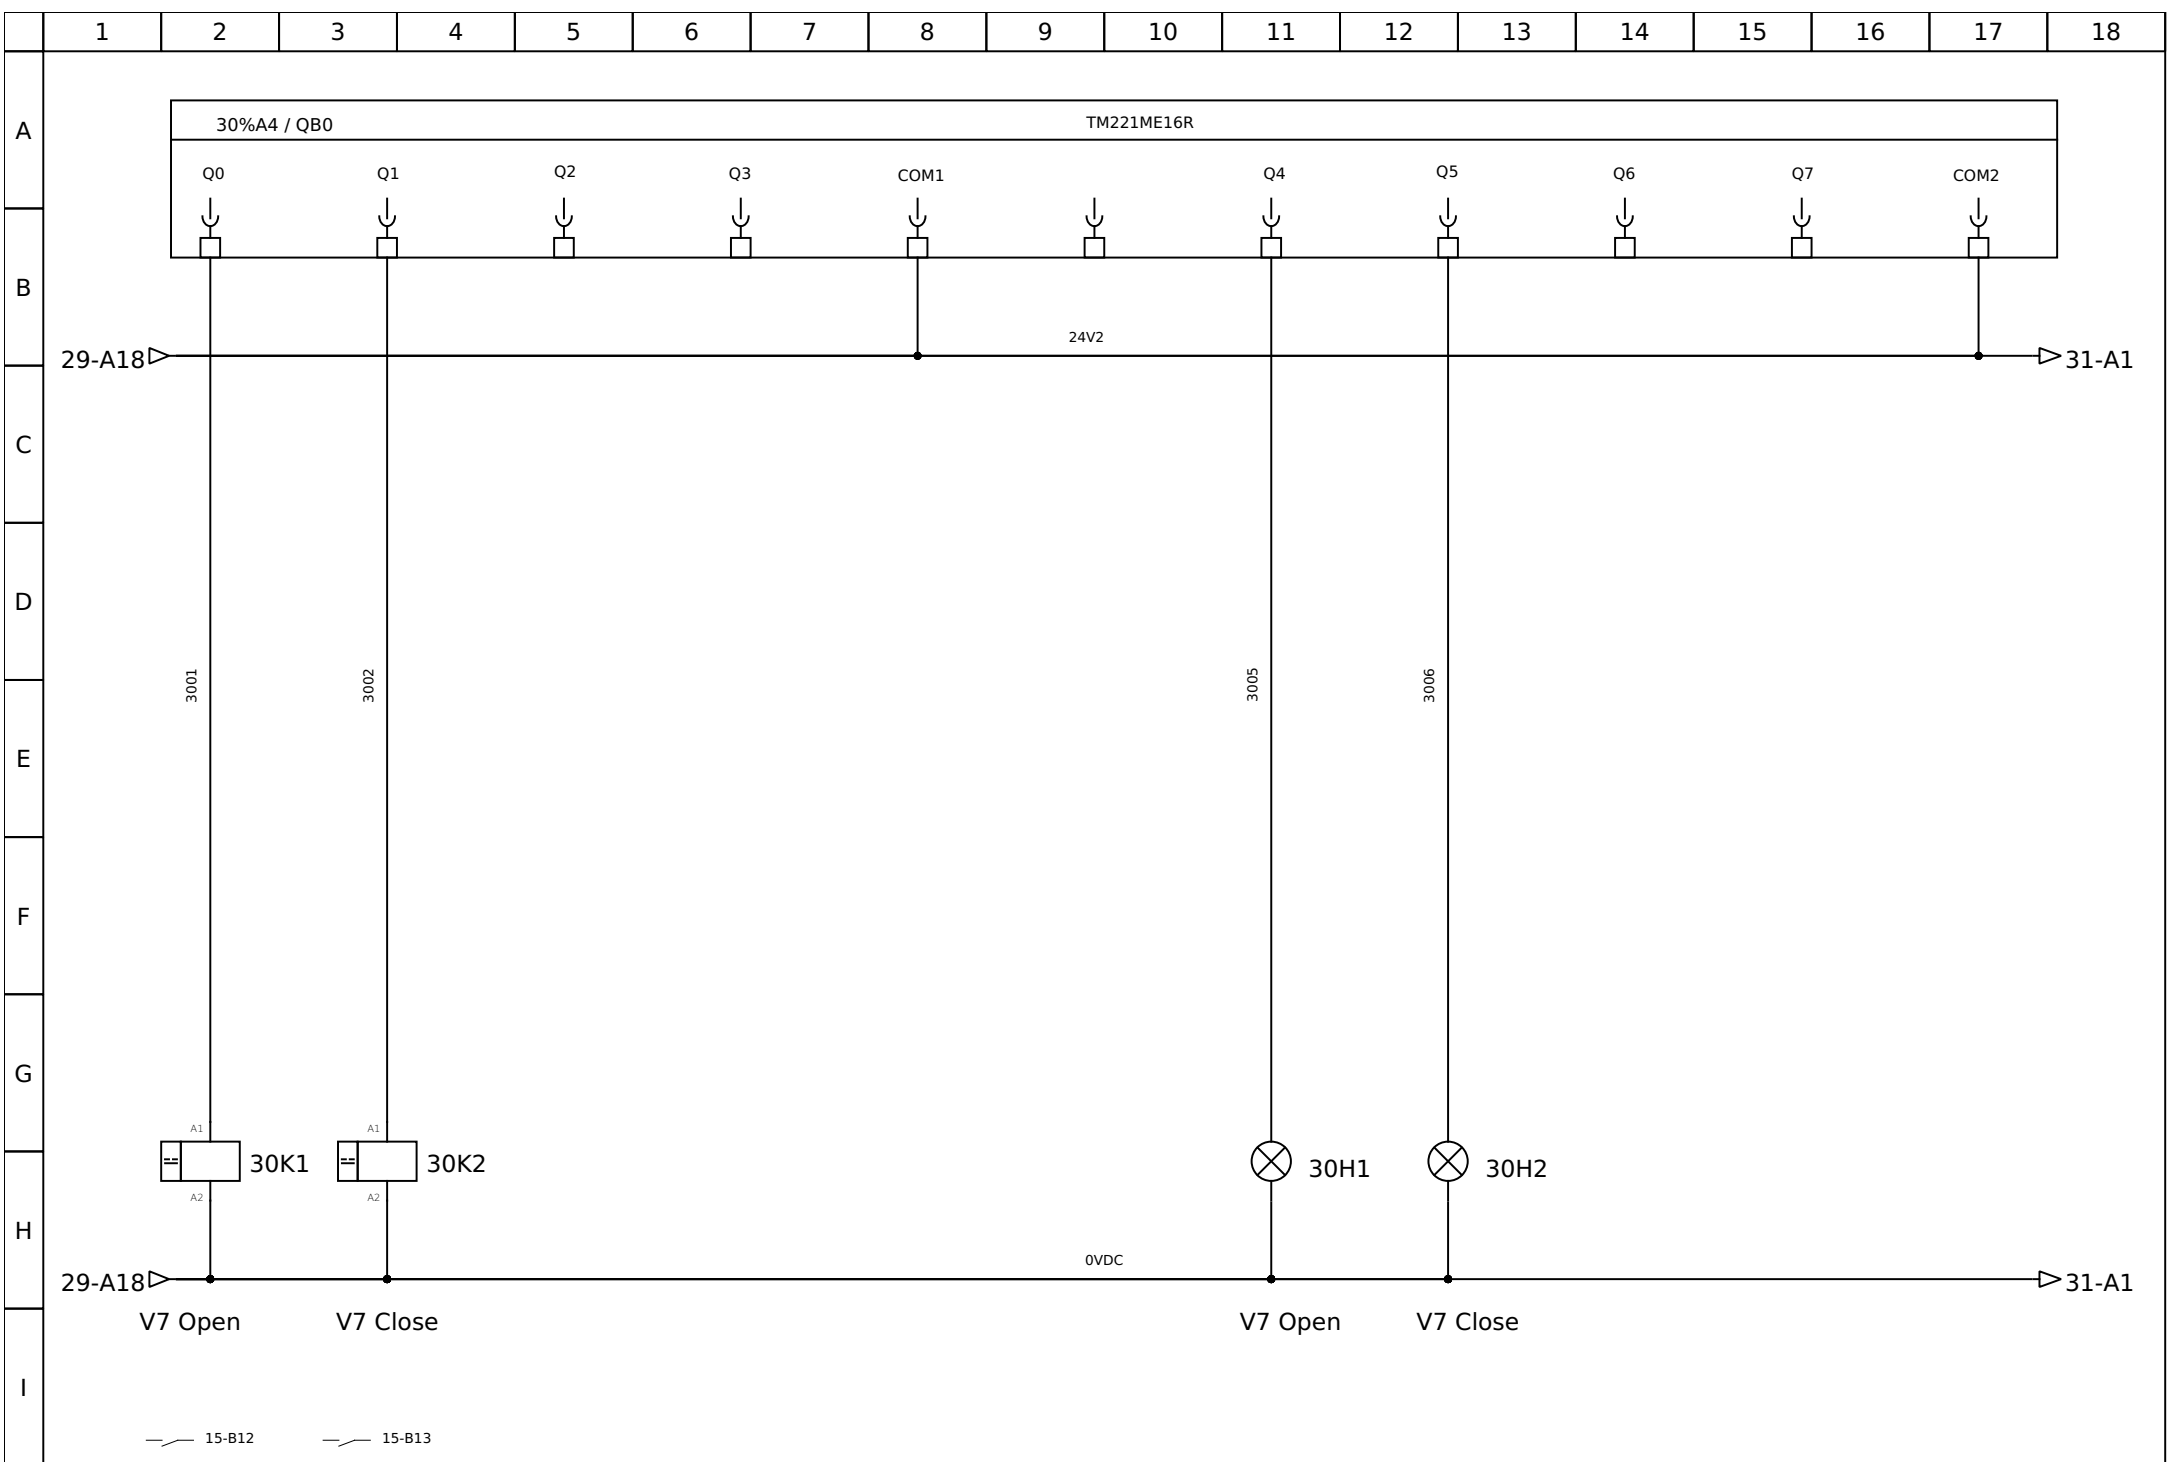 1 2 3 4 5 6 7 8 9 10 11 12 13 14 15 16 17 18
A
30%A4 / QB0 TM221ME16R
Q0 Q1 Q2 Q3 COM1 Q4 Q5 Q6 Q7 COM2
B
24V2
29-A18 31-A1
C
D
3001 3002 3005 3006
E
F
G
A1 A1
30K1 30K2 30H1 30H2
A2 A2
H
0VDC
29-A18 31-A1
V7 Open V7 Close V7 Open V7 Close
I
15-B12 15-B13